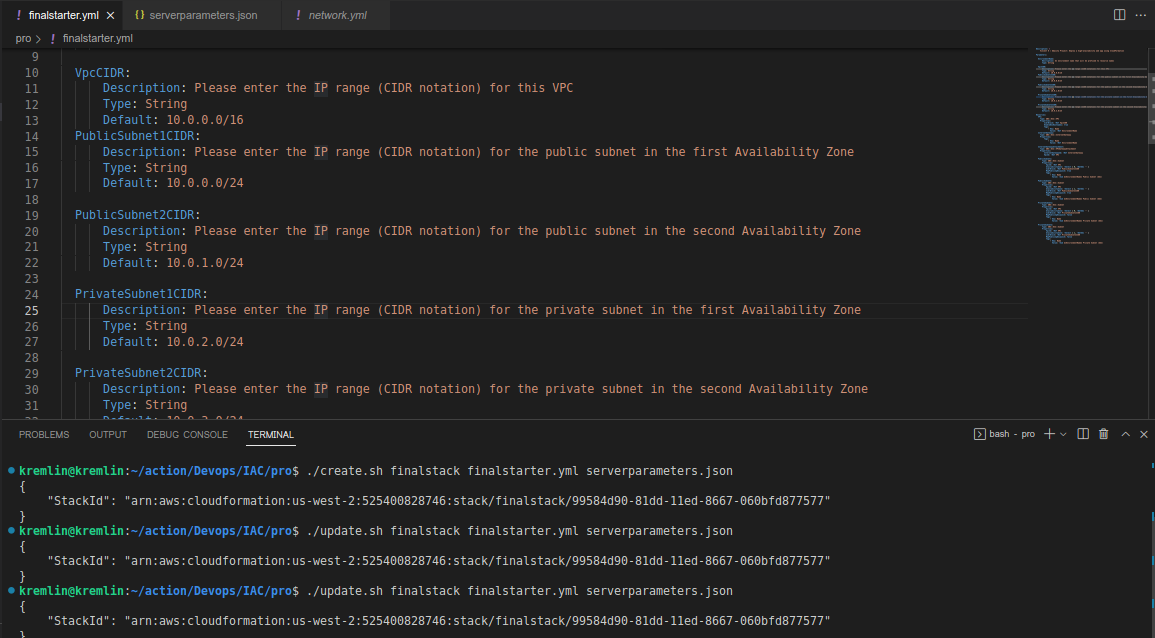 ! finalstarter.yml ×
{} serverparameters.json
! network.yml
pro > ! finalstarter.yml
9
10 VpcCIDR:
11 Description: Please enter the IP range (CIDR notation) for this VPC
12 Type: String
13 Default: 10.0.0.0/16
14 PublicSubnet1CIDR:
15 Description: Please enter the IP range (CIDR notation) for the public subnet in the first Availability Zone
16 Type: String
17 Default: 10.0.0.0/24
18
19 PublicSubnet2CIDR:
20 Description: Please enter the IP range (CIDR notation) for the public subnet in the second Availability Zone
21 Type: String
22 Default: 10.0.1.0/24
23
24 PrivateSubnet1CIDR:
25 Description: Please enter the IP range (CIDR notation) for the private subnet in the first Availability Zone
26 Type: String
27 Default: 10.0.2.0/24
28
29 PrivateSubnet2CIDR:
30 Description: Please enter the IP range (CIDR notation) for the private subnet in the second Availability Zone
31 Type: String
PROBLEMS OUTPUT DEBUG CONSOLE TERMINAL
bash - pro
kremlin@kremlin:~/action/Devops/IAC/pro$ ./create.sh finalstack finalstarter.yml serverparameters.json
{
"StackId": "arn:aws:cloudformation:us-west-2:525400828746:stack/finalstack/99584d90-81dd-11ed-8667-060bfd877577"
}
kremlin@kremlin:~/action/Devops/IAC/pro$ ./update.sh finalstack finalstarter.yml serverparameters.json
{
"StackId": "arn:aws:cloudformation:us-west-2:525400828746:stack/finalstack/99584d90-81dd-11ed-8667-060bfd877577"
}
kremlin@kremlin:~/action/Devops/IAC/pro$ ./update.sh finalstack finalstarter.yml serverparameters.json
{
"StackId": "arn:aws:cloudformation:us-west-2:525400828746:stack/finalstack/99584d90-81dd-11ed-8667-060bfd877577"
}